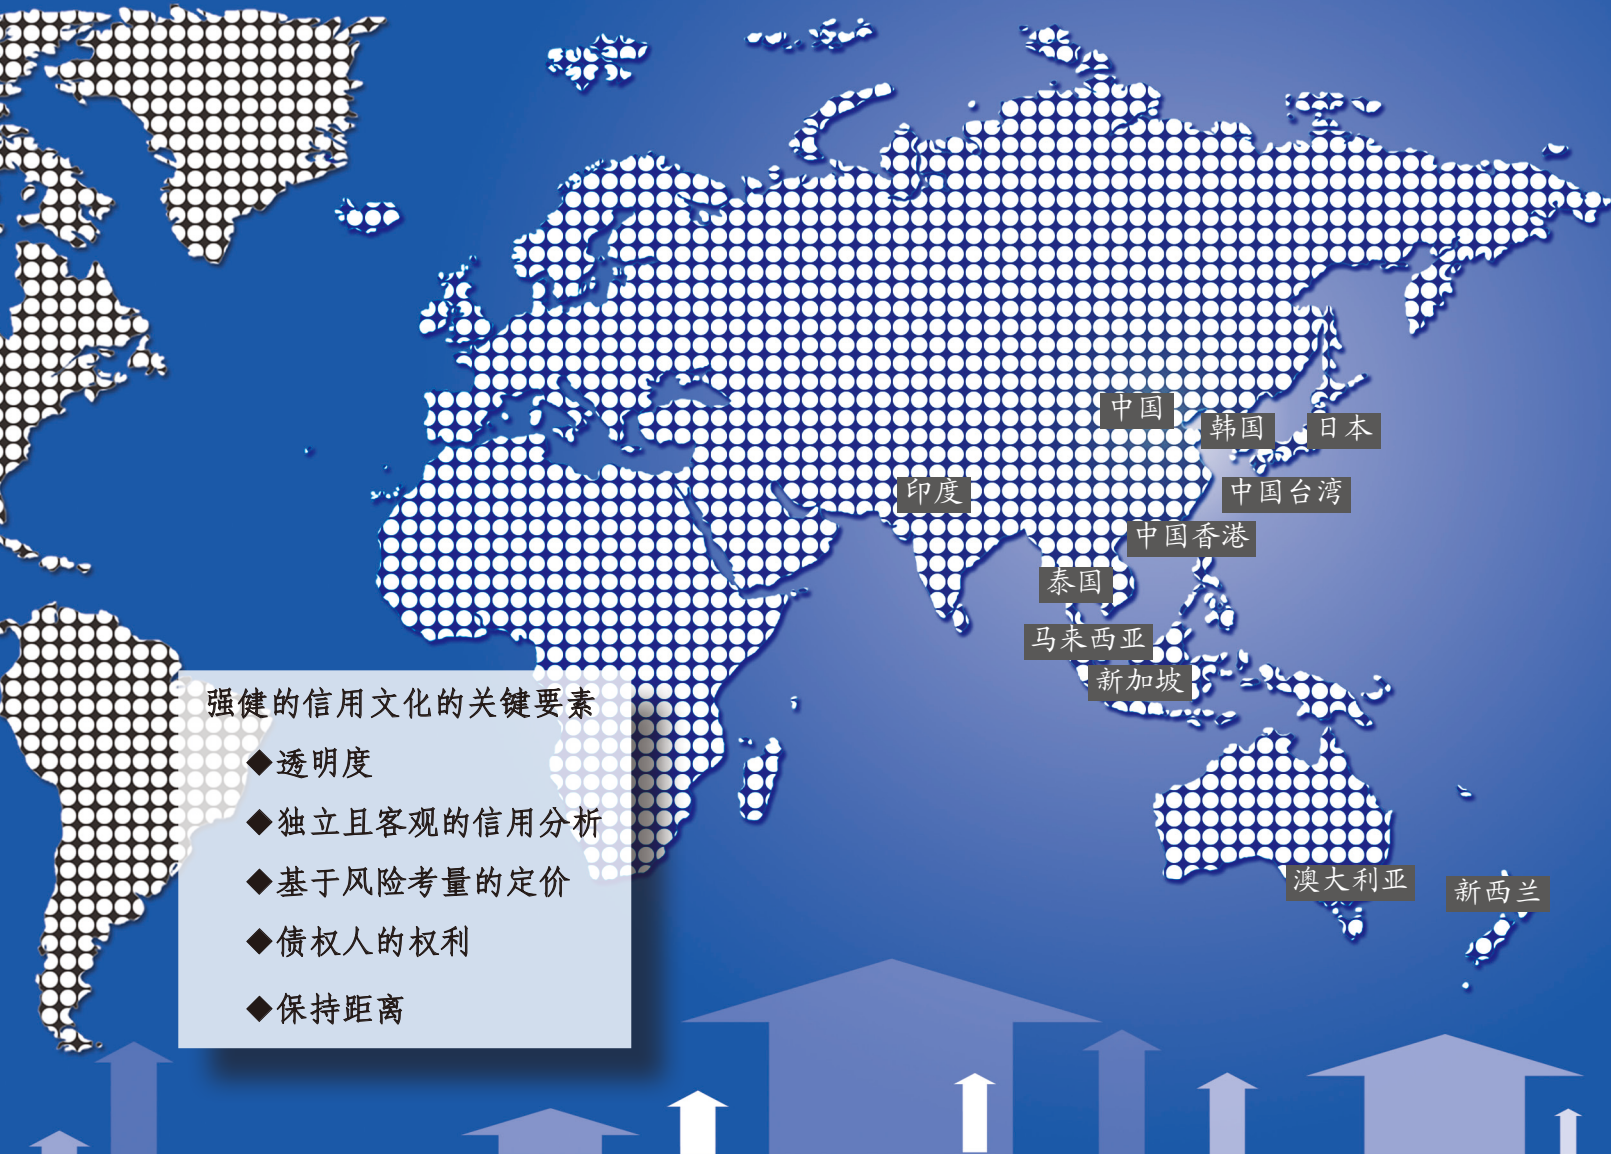 中国
韩国
日本
印度
中国台湾
中国香港
泰国
马来西亚
新加坡
强健的信用文化的关键要素
◆透明度
◆独立且客观的信用分析
◆基于风险考量的定价
◆债权人的权利
◆保持距离
澳大利亚
新西兰